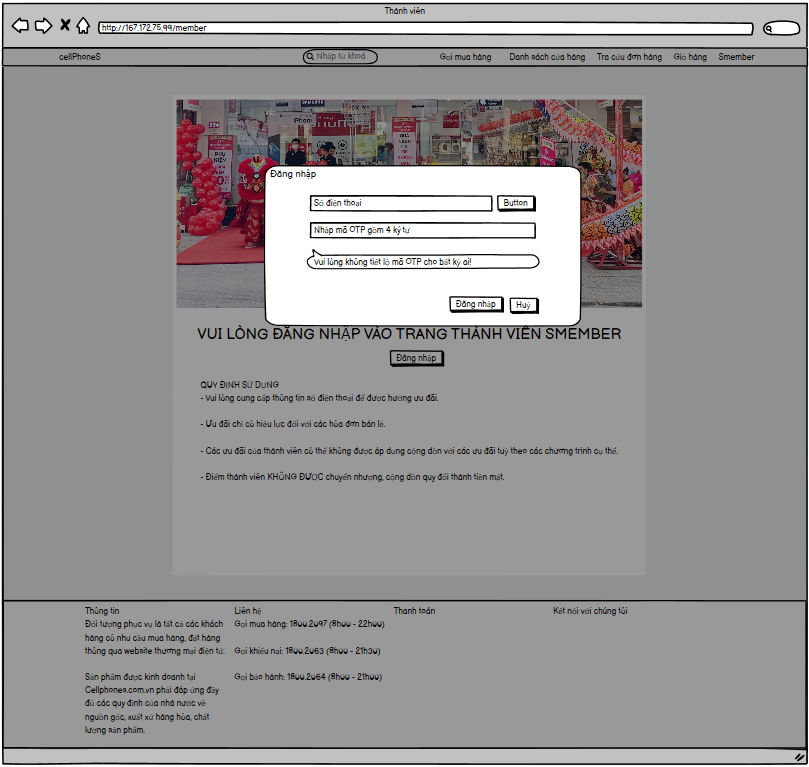 Thành viên
http://167.172.75.99/member
cellPhoneS
Nhập từ khoá
Gọi mua hàng
Danh sách cửa hàng
Tra cứu đơn hàng
Giỏ hàng
Smember
Đăng nhập
Số điện thoại
Button
Nhập mã OTP gồm 4 ký tự
Vui lòng không tiết lộ mã OTP cho bất kỳ ai!
Đăng nhập
Huỷ
VUI LÒNG ĐĂNG NHẬP VÀO TRANG THÀNH VIÊN SMEMBER
Đăng nhập
QUY ĐỊNH SỬ DỤNG
- Vui lòng cung cấp thông tin số điện thoại để được hưởng ưu đãi.
- Ưu đãi chỉ có hiệu lực đối với các hóa đơn bán lẻ.
- Các ưu đãi của thành viên có thể không được áp dụng cộng dồn với các ưu đãi tuỳ theo các chương trình cụ thể.
- Điểm thành viên KHÔNG ĐƯỢC chuyển nhượng, cộng dồn quy đổi thành tiền mặt.
Thông tin
Đối tượng phục vụ là tất cả các khách
hàng có nhu cầu mua hàng, đặt hàng
thông qua website thương mại điện tử.
Sản phẩm được kinh doanh tại
Cellphones.com.vn phải đáp ứng đầy
đủ các quy định của nhà nước về
nguồn gốc, xuất xứ hàng hóa, chất
lượng sản phẩm.
Liên hệ
Gọi mua hàng: 1800.2097 (8h00 - 22h00)
Gọi khiếu nại: 1800.2063 (8h00 - 21h30)
Gọi bảo hành: 1800.2064 (8h00 - 21h00)
Thanh toán
Kết nối với chúng tôi